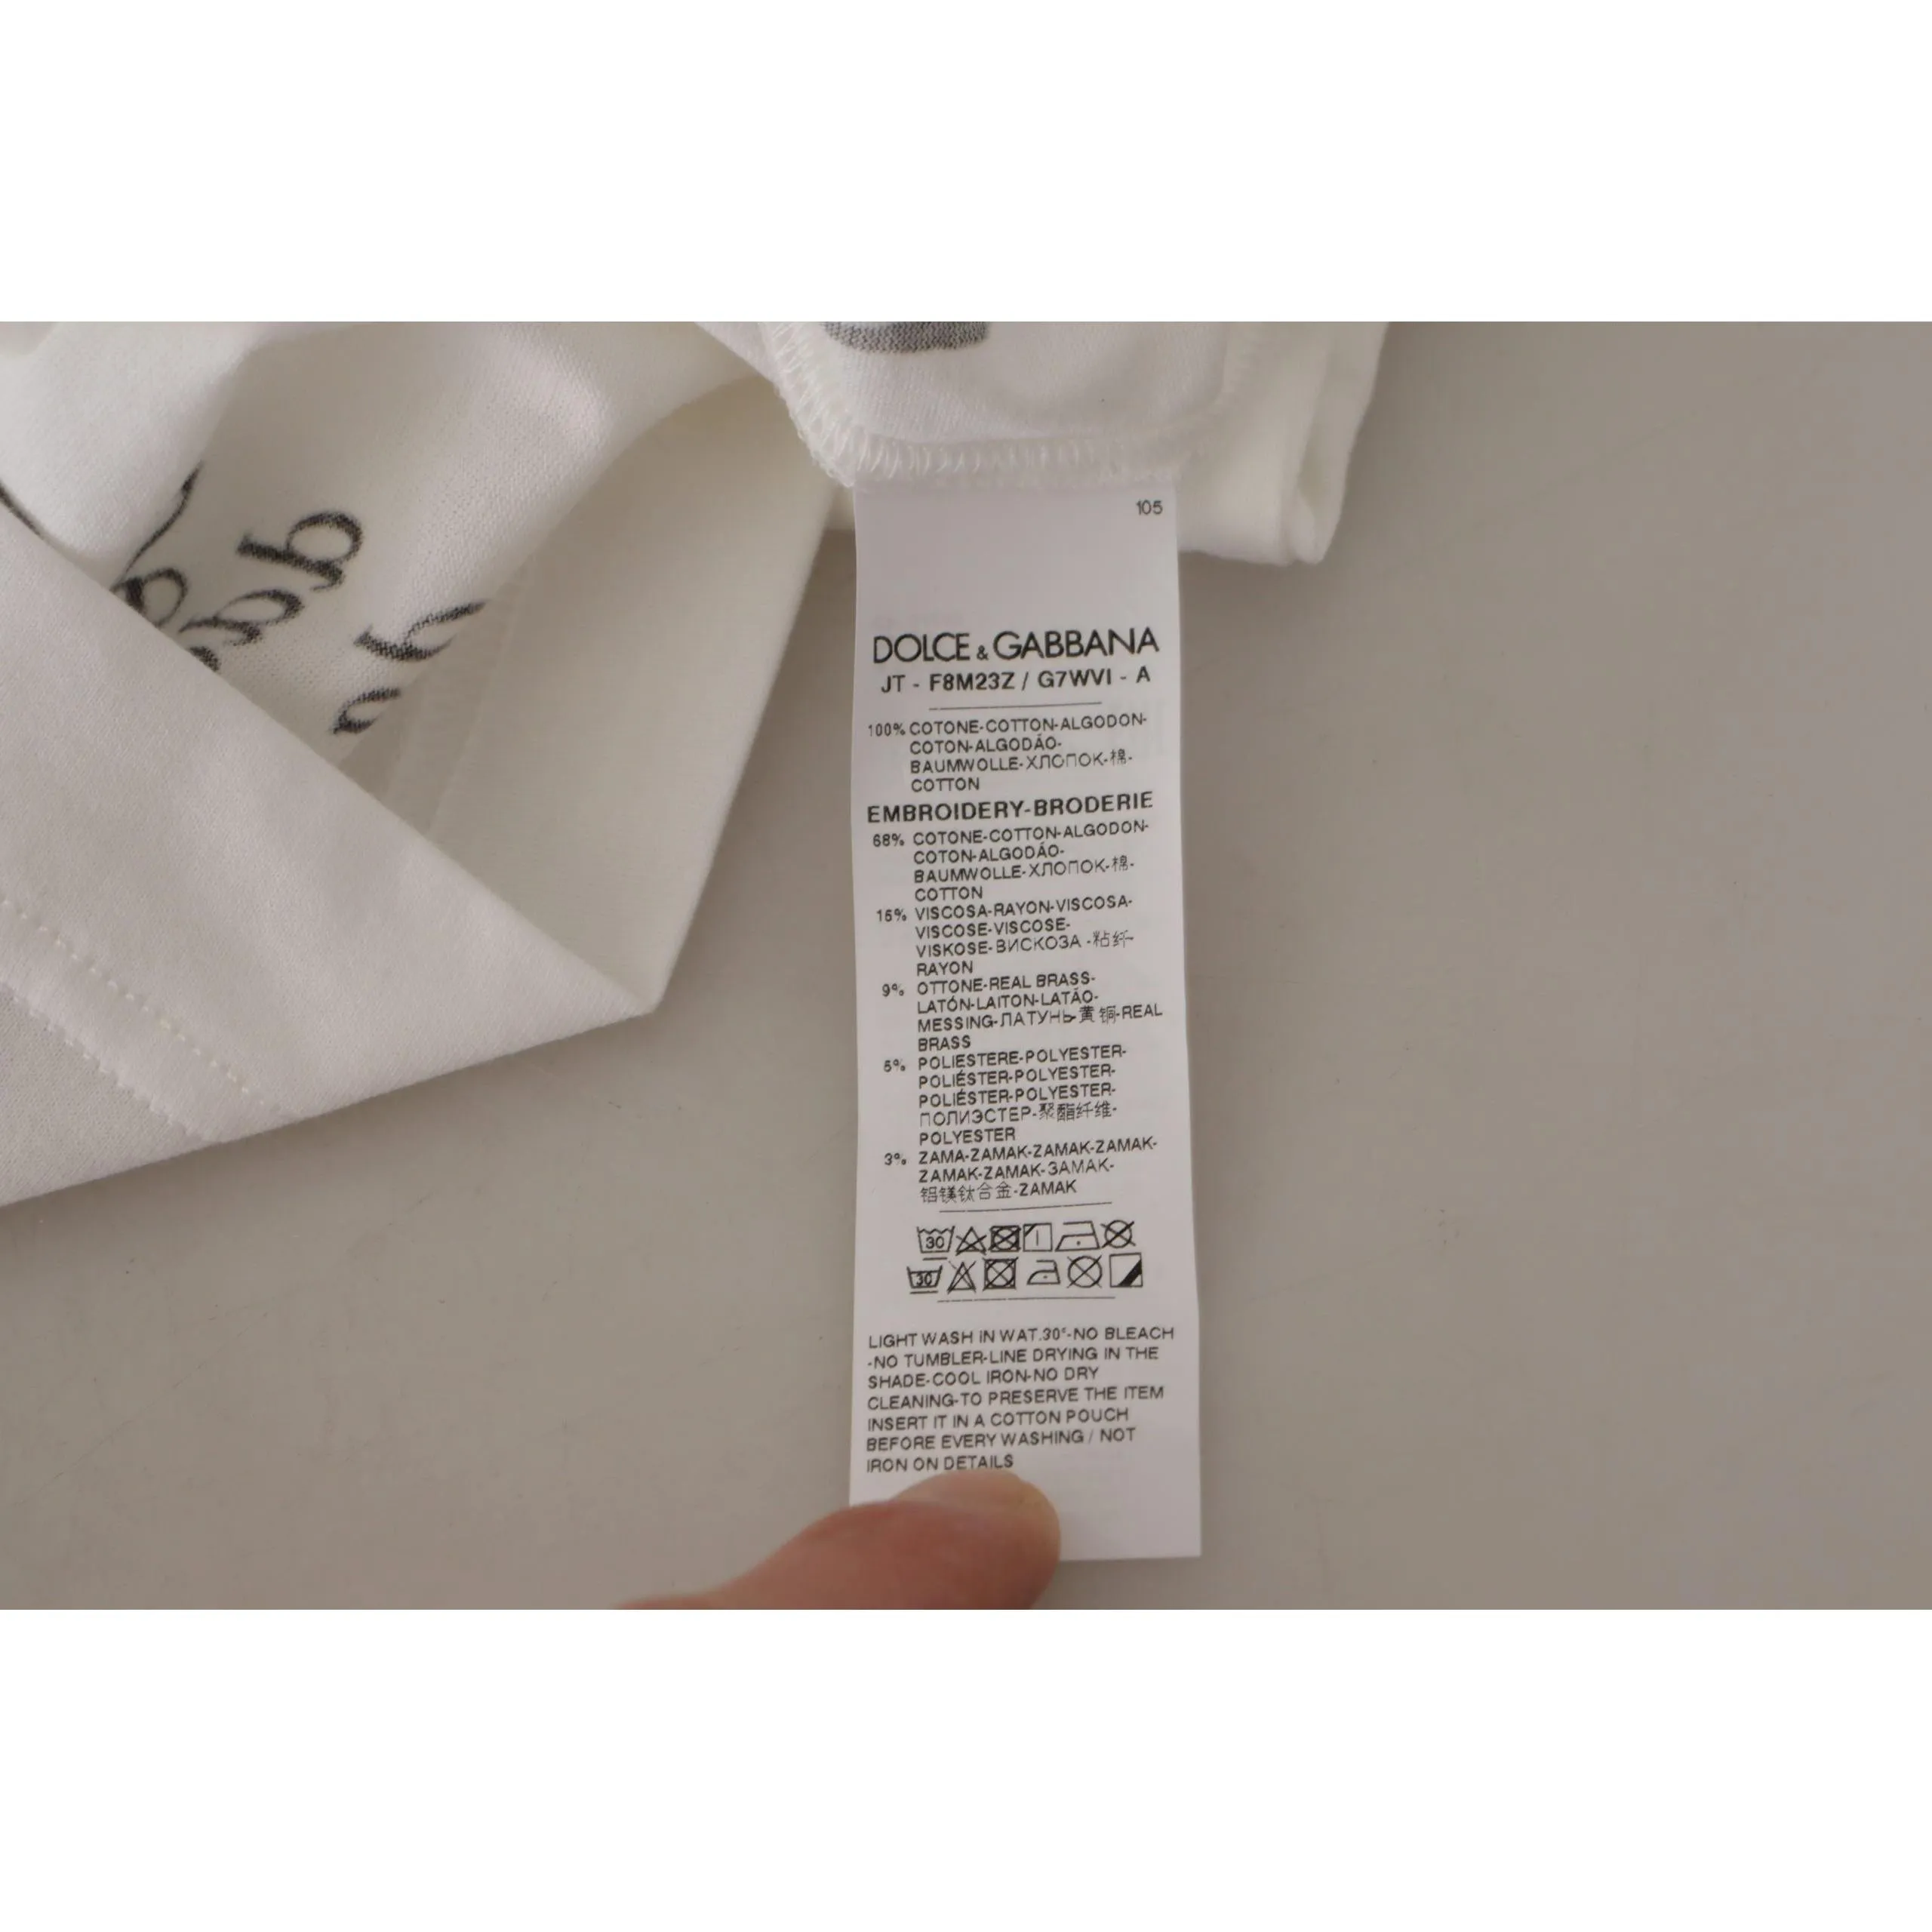 105
DOLCE & GABBANA
JT - F8M23Z / G7WVI - A
100% COTONE-COTTON-ALGODON-
COTON-ALGODÃO-
BAUMWOLLE-ХЛОПОК-棉-
COTTON
EMBROIDERY-BRODERIE
68% COTONE-COTTON-ALGODON-
COTON-ALGODÃO-
BAUMWOLLE-ХЛОПОК-棉-
COTTON
15% VISCOSA-RAYON-VISCOSA-
VISCOSE-VISCOSE-
VISKOSE-ВИСКОЗА -粘纤-
RAYON
9% OTTONE-REAL BRASS-
LATÓN-LAITON-LATÃO-
MESSING-ЛАТУНЬ-黄铜-REAL
BRASS
5% POLIESTERE-POLYESTER-
POLIÉSTER-POLYESTER-
POLIÉSTER-POLYESTER-
ПОЛИЭСТЕР-聚酯纤维-
POLYESTER
3% ZAMA-ZAMAK-ZAMAK-ZAMAK-
ZAMAK-ZAMAK-ЗАМАК-
铝镁钛合金-ZAMAK
30
30
LIGHT WASH IN WAT.30°-NO BLEACH
-NO TUMBLER-LINE DRYING IN THE
SHADE-COOL IRON-NO DRY
CLEANING-TO PRESERVE THE ITEM
INSERT IT IN A COTTON POUCH
BEFORE EVERY WASHING / NOT
IRON ON DETAILS